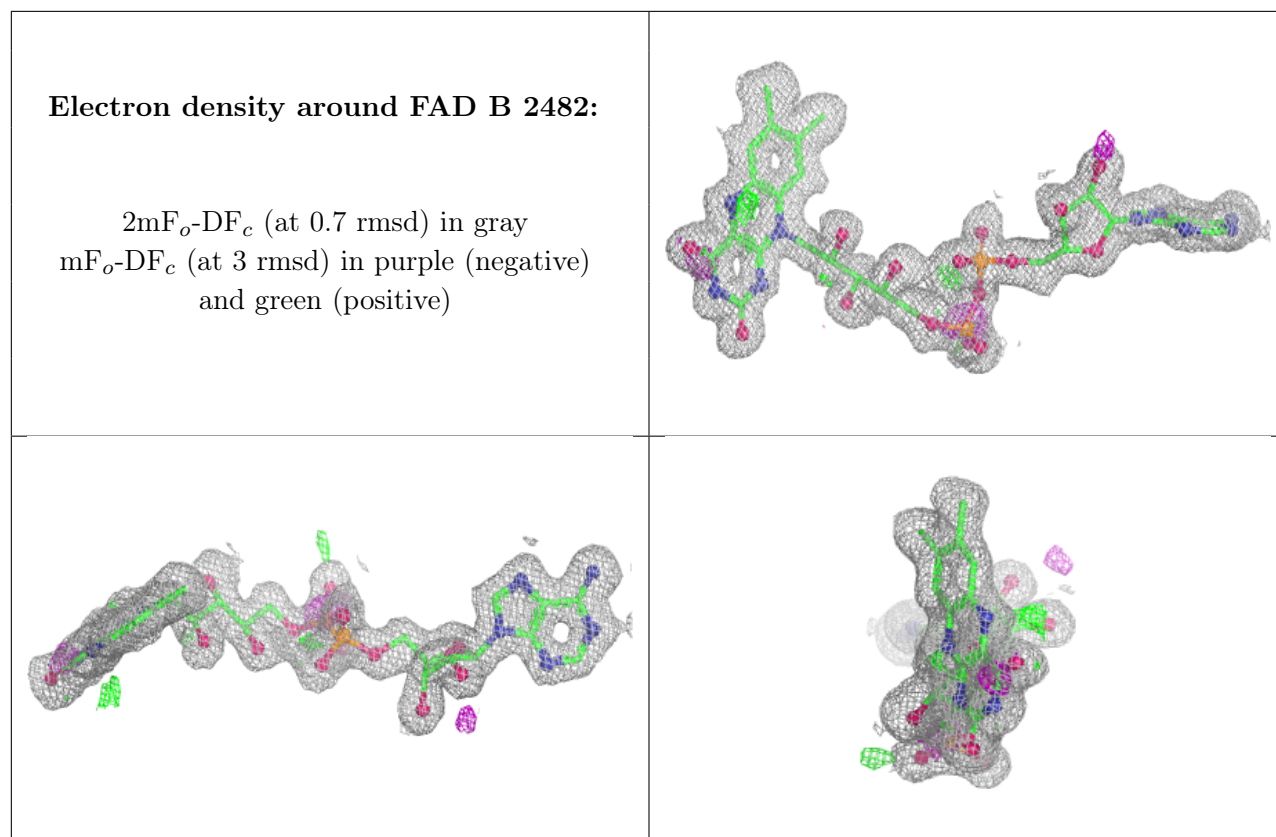 Electron density around FAD B 2482:
2mFo-DFc (at 0.7 rmsd) in gray
mFo-DFc (at 3 rmsd) in purple (negative)
and green (positive)